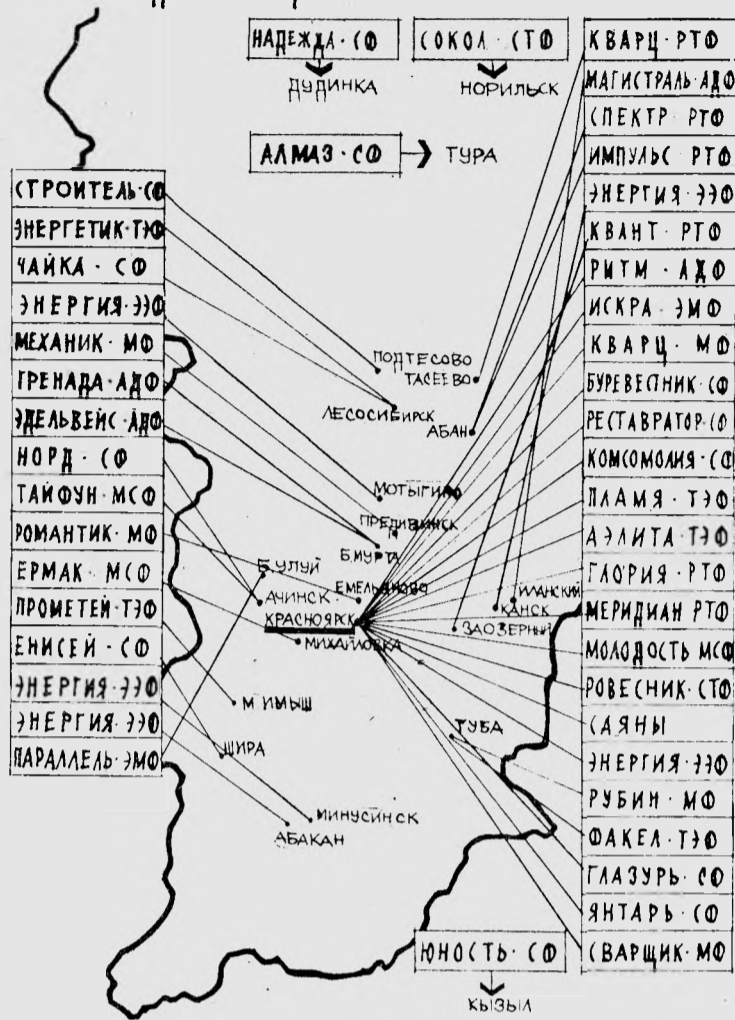 НАДЕЖДА · СФ
ДУДИНКА
СОКОЛ · СТФ
НОРИЛЬСК
АЛМАЗ · СФ
ТУРА
СТРОИТЕЛЬ · СФ
ЭНЕРГЕТИК · ТЭФ
ЧАЙКА · СФ
ЭНЕРГИЯ · ЭЭФ
МЕХАНИК · МФ
ГРЕНАДА · АДФ
ЭДЕЛЬВЕЙС · АДФ
НОРД · СФ
ТАЙФУН · МСФ
РОМАНТИК · МФ
ЕРМАК · МСФ
ПРОМЕТЕЙ · ТЭФ
ЕНИСЕЙ · СФ
ЭНЕРГИЯ · ЭЭФ
ЭНЕРГИЯ · ЭЭФ
ПАРАЛЛЕЛЬ · ЭМФ
ПОДТЕСОВО
ТАСЕЕВО
ЛЕСОСИБИРСК
АБАН
МОТЫГИНО
ПРЕДИВИНСК
Б.МУРТА
Б.УЛУЙ
ЕМЕЛЬЯНОВО
АЧИНСК
ИЛАНСКИЙ
КАНСК
КРАСНОЯРСК
ЗАОЗЕРНЫЙ
МИХАЙЛОВКА
М ИМЫШ
ТУБА
ШИРА
МИНУСИНСК
АБАКАН
КВАРЦ · РТФ
МАГИСТРАЛЬ · АДФ
СПЕКТР · РТФ
ИМПУЛЬС РТФ
ЭНЕРГИЯ · ЭЭФ
КВАНТ · РТФ
РИТМ · АДФ
ИСКРА · ЭМФ
КВАРЦ · МФ
БУРЕВЕСТНИК · СФ
РЕСТАВРАТОР · СФ
КОМСОМОЛИЯ · СФ
ПЛАМЯ · ТЭФ
АЭЛИТА · ТЭФ
ГЛОРИЯ · РТФ
МЕРИДИАН РТФ
МОЛОДОСТЬ МСФ
РОВЕСНИК · СТФ
САЯНЫ
ЭНЕРГИЯ · ЭЭФ
РУБИН · МФ
ФАКЕЛ · ТЭФ
ГЛАЗУРЬ · СФ
ЯНТАРЬ · СФ
СВАРЩИК · МФ
ЮНОСТЬ · СФ
КЫЗЫЛ